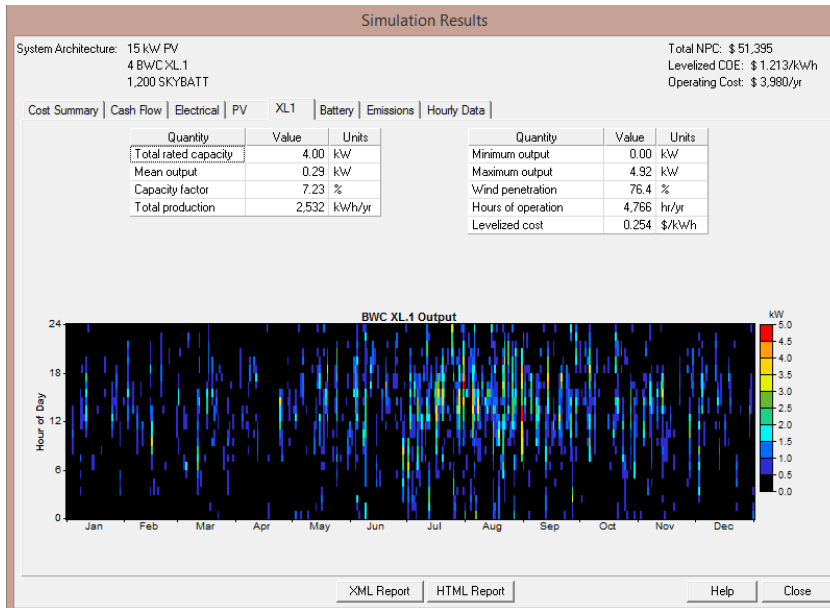 Simulation Results
System Architecture: 15 kW PV
4 BWC XL.1
1,200 SKYBATT
Total NPC: $ 51,395
Levelized COE: $ 1.213/kWh
Operating Cost: $ 3,980/yr
Cost Summary Cash Flow Electrical PV XL1 Battery Emissions Hourly Data
Quantity Value Units
Total rated capacity 4.00 kW
Mean output 0.29 kW
Capacity factor 7.23 %
Total production 2,532 kWh/yr
Quantity Value Units
Minimum output 0.00 kW
Maximum output 4.92 kW
Wind penetration 76.4 %
Hours of operation 4,766 hr/yr
Levelized cost 0.254 $/kWh
BWC XL.1 Output
Hour of Day
24
18
12
6
0
Jan Feb Mar Apr May Jun Jul Aug Sep Oct Nov Dec
kW
5.0
4.5
4.0
3.5
3.0
2.5
2.0
1.5
1.0
0.5
0.0
XML Report HTML Report Help Close